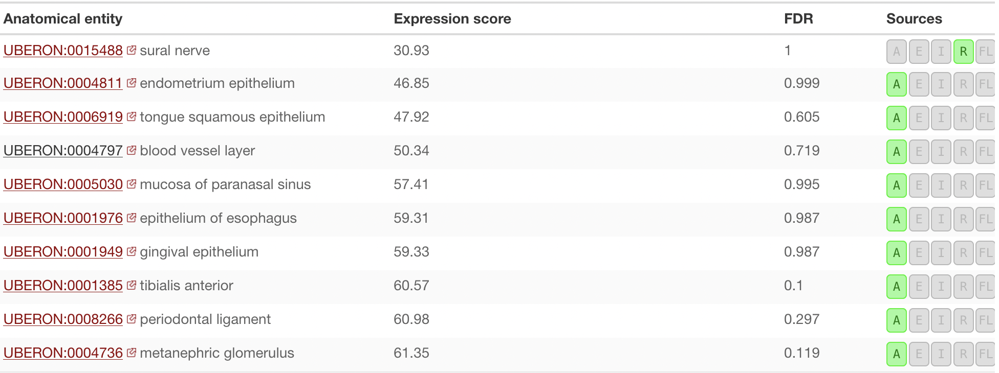 Anatomical entity Expression score FDR Sources
UBERON:0015488 sural nerve 30.93 1 A E I R FL
UBERON:0004811 endometrium epithelium 46.85 0.999 A E I R FL
UBERON:0006919 tongue squamous epithelium 47.92 0.605 A E I R FL
UBERON:0004797 blood vessel layer 50.34 0.719 A E I R FL
UBERON:0005030 mucosa of paranasal sinus 57.41 0.995 A E I R FL
UBERON:0001976 epithelium of esophagus 59.31 0.987 A E I R FL
UBERON:0001949 gingival epithelium 59.33 0.987 A E I R FL
UBERON:0001385 tibialis anterior 60.57 0.1 A E I R FL
UBERON:0008266 periodontal ligament 60.98 0.297 A E I R FL
UBERON:0004736 metanephric glomerulus 61.35 0.119 A E I R FL